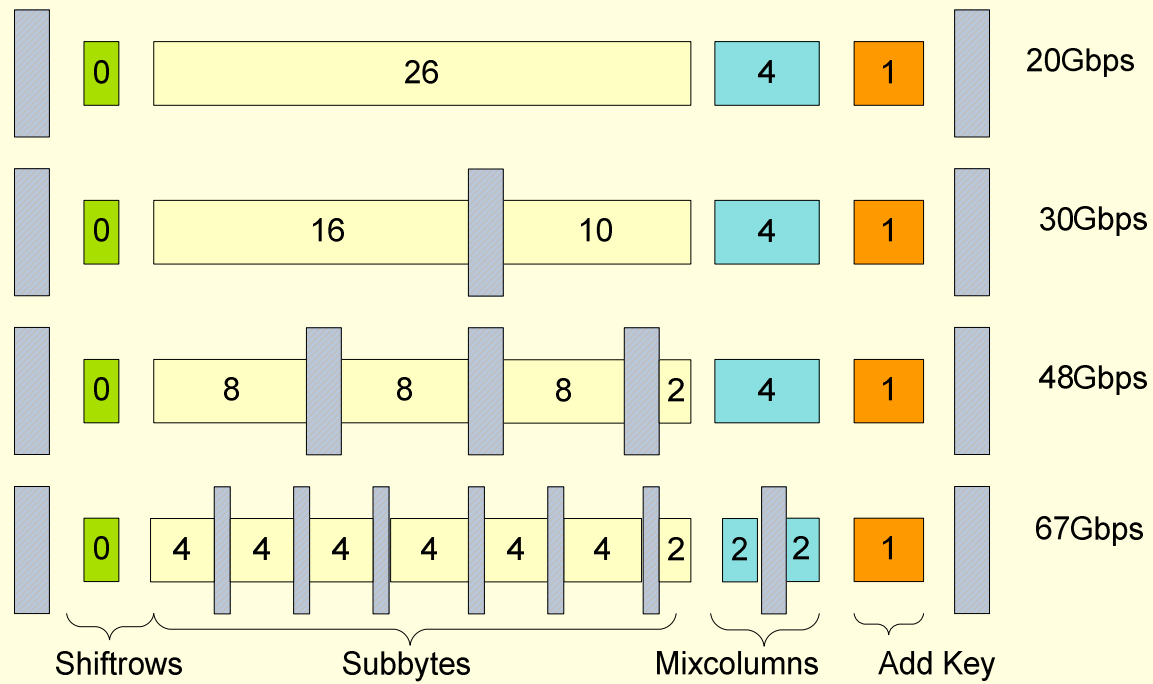 0 26 4 1 20Gbps
0 16 10 4 1 30Gbps
0 8 8 8 2 4 1 48Gbps
0 4 4 4 4 4 4 2 2 2 1 67Gbps
Shiftrows Subbytes Mixcolumns Add Key